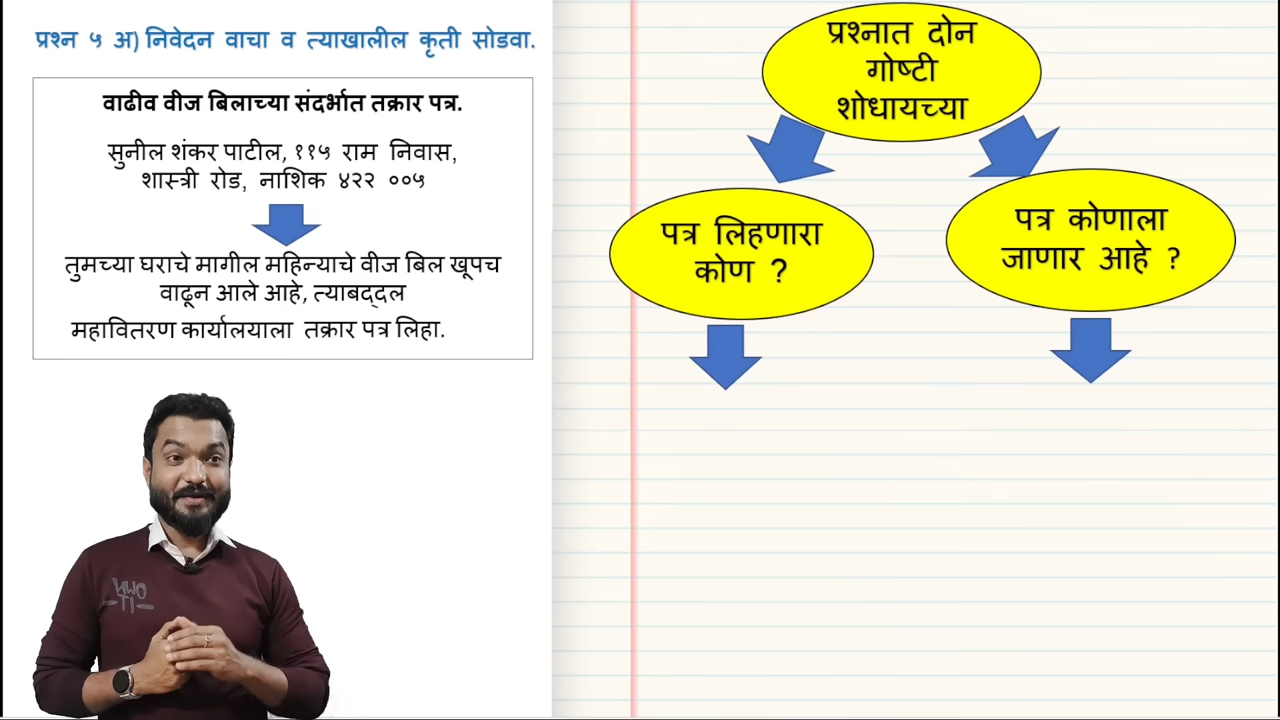 प्रश्न ५ अ) निवेदन वाचा व त्याखालील कृती सोडवा.
वाढीव वीज बिलाच्या संदर्भात तक्रार पत्र.
सुनील शंकर पाटील, ११५ राम निवास,
शास्त्री रोड, नाशिक ४२२ ००५
तुमच्या घराचे मागील महिन्याचे वीज बिल खूपच
वाढून आले आहे, त्याबद्दल
महावितरण कार्यालयाला तक्रार पत्र लिहा.
प्रश्नात दोन
गोष्टी
शोधायच्या
पत्र लिहणारा
कोण ?
पत्र कोणाला
जाणार आहे ?